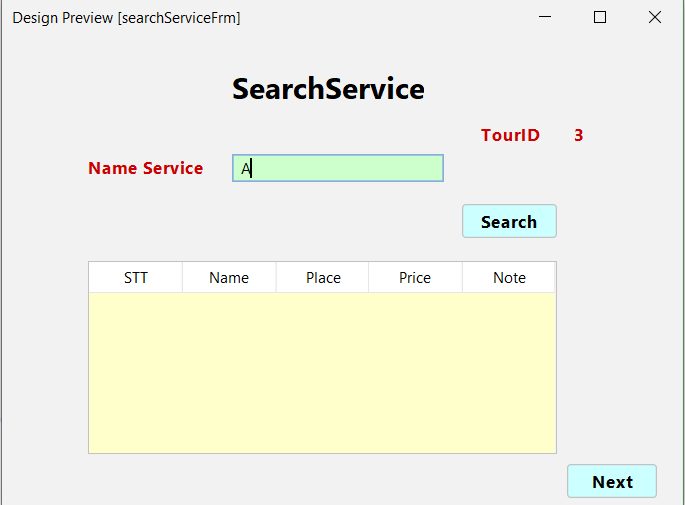 Design Preview [searchServiceFrm]
SearchService
TourID 3
Name Service A
Search
STT Name Place Price Note
Next